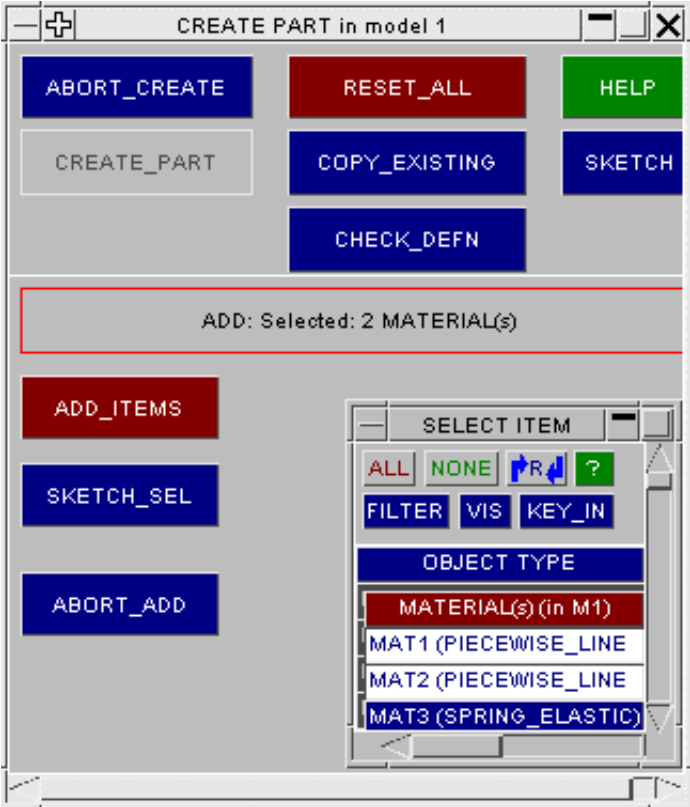 CREATE PART in model 1
ABORT_CREATE RESET_ALL HELP
CREATE_PART COPY_EXISTING SKETCH
CHECK_DEFN
ADD: Selected: 2 MATERIAL(s)
ADD_ITEMS
SKETCH_SEL
ABORT_ADD
SELECT ITEM
ALL NONE R ?
FILTER VIS KEY_IN
OBJECT TYPE
MATERIAL(s) (in M1)
MAT1 (PIECEWISE_LINE
MAT2 (PIECEWISE_LINE
MAT3 (SPRING_ELASTIC)